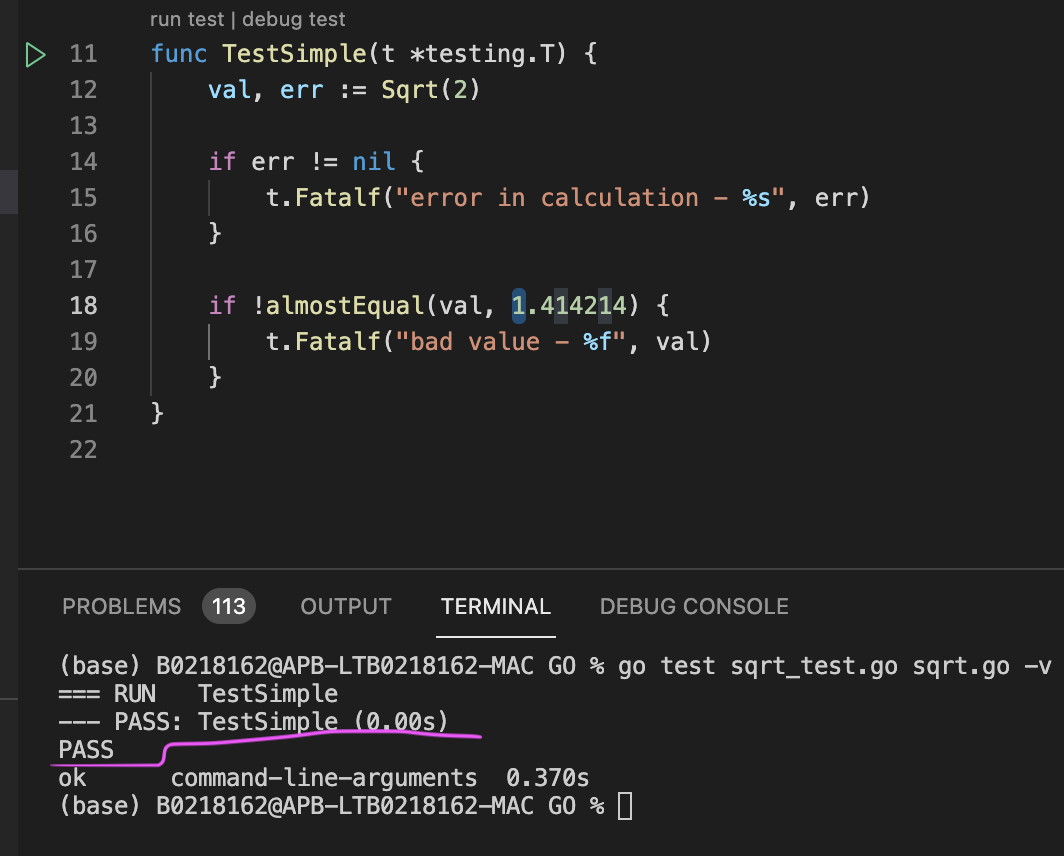 run test | debug test
11 func TestSimple(t *testing.T) {
12 val, err := Sqrt(2)
13
14 if err != nil {
15 t.Fatalf("error in calculation - %s", err)
16 }
17
18 if !almostEqual(val, 1.414214) {
19 t.Fatalf("bad value - %f", val)
20 }
21 }
22
PROBLEMS 113 OUTPUT TERMINAL DEBUG CONSOLE
(base) B0218162@APB-LTB0218162-MAC GO % go test sqrt_test.go sqrt.go -v
=== RUN   TestSimple
--- PASS: TestSimple (0.00s)
PASS
ok      command-line-arguments  0.370s
(base) B0218162@APB-LTB0218162-MAC GO %